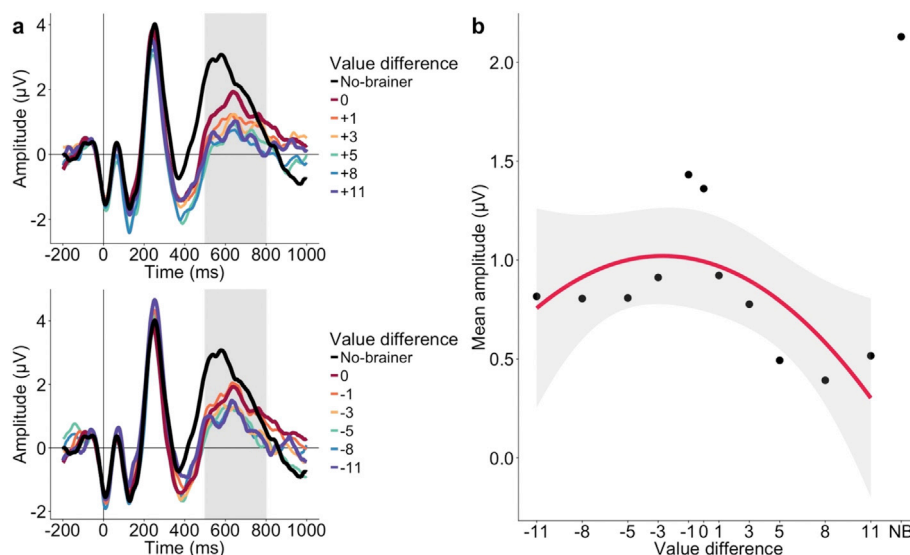 a
4
2
0
-2
Amplitude (µV)
-200 0 200 400 600 800 1000
Time (ms)
Value difference
No-brainer
0
+1
+3
+5
+8
+11
4
2
0
-2
Amplitude (µV)
-200 0 200 400 600 800 1000
Time (ms)
Value difference
No-brainer
0
-1
-3
-5
-8
-11
b
2.0
1.5
1.0
0.5
0.0
Mean amplitude (µV)
-11 -8 -5 -3 -1 0 1 3 5 8 11 NB
Value difference